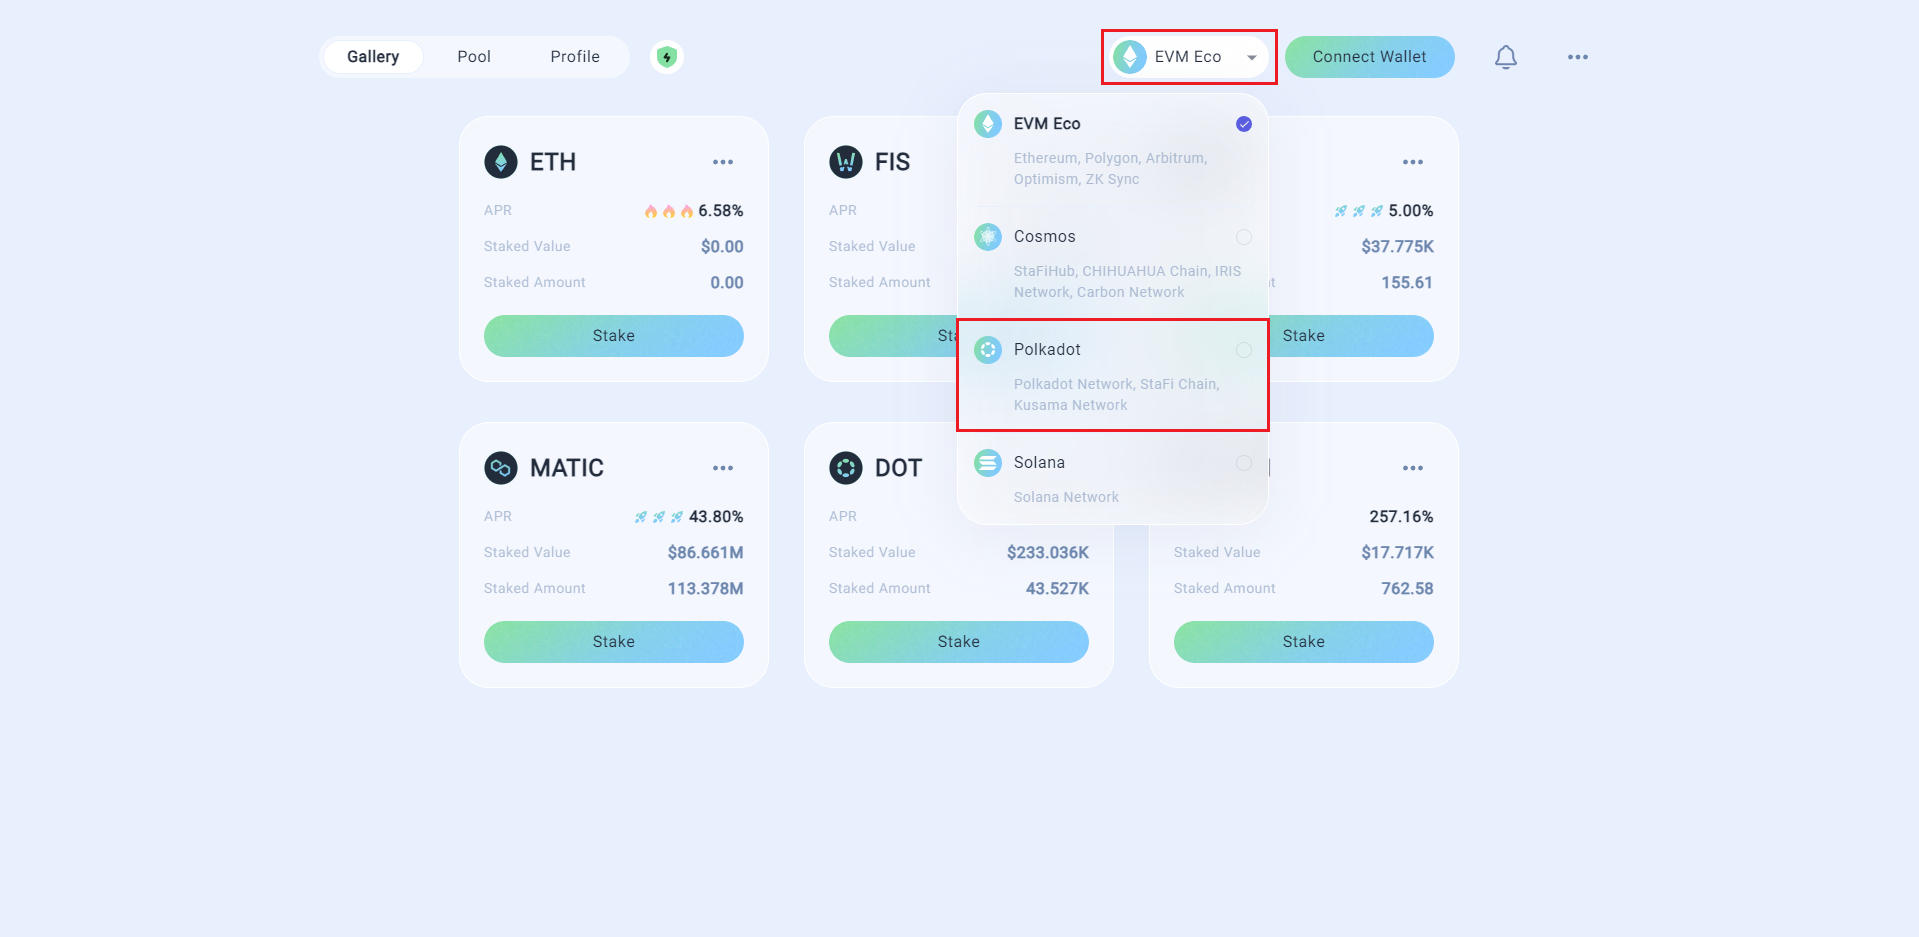 Gallery
Pool
Profile
EVM Eco
Connect Wallet
ETH
APR
6.58%
Staked Value
$0.00
Staked Amount
0.00
Stake
FIS
APR
Staked Value
Staked Amount
EVM Eco
Ethereum, Polygon, Arbitrum,
Optimism, ZK Sync
Cosmos
StaFiHub, CHIHUAHUA Chain, IRIS
Network, Carbon Network
Polkadot
Polkadot Network, StaFi Chain,
Kusama Network
Solana
Solana Network
5.00%
$37.775K
155.61
Stake
MATIC
APR
43.80%
Staked Value
$86.661M
Staked Amount
113.378M
Stake
DOT
APR
Staked Value
$233.036K
Staked Amount
43.527K
Stake
257.16%
Staked Value
$17.717K
Staked Amount
762.58
Stake